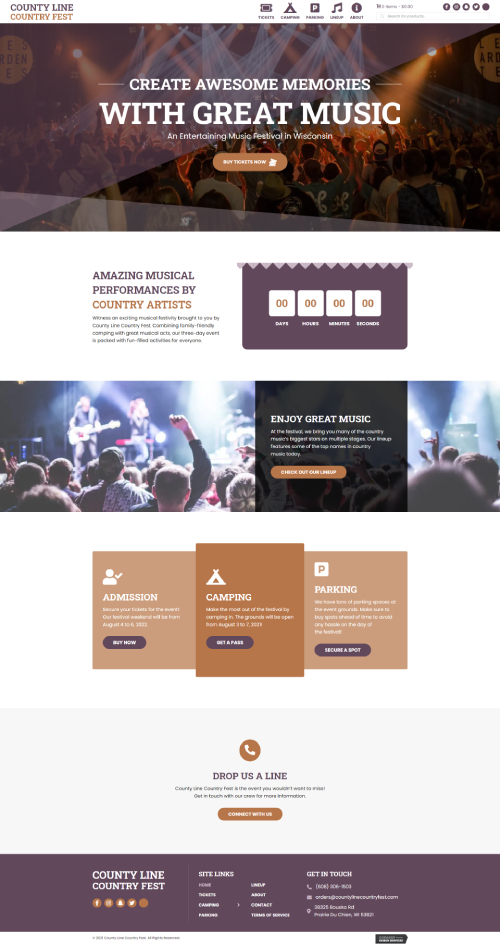 COUNTY LINE
COUNTRY FEST
TICKETS
CAMPING
PARKING
LINEUP
ABOUT
0 items - $0.00
Search for products...
CREATE AWESOME MEMORIES
WITH GREAT MUSIC
An Entertaining Music Festival in Wisconsin
BUY TICKETS NOW
AMAZING MUSICAL
PERFORMANCES BY
COUNTRY ARTISTS
Witness an exciting musical festivity brought to you by
County Line Country Fest. Combining family-friendly
camping with great musical acts, our three-day event
is packed with fun-filled activities for everyone.
00 00 00 00
DAYS HOURS MINUTES SECONDS
ENJOY GREAT MUSIC
At the festival, we bring you many of the country
music's biggest stars on multiple stages. Our lineup
features some of the top names in country
music today.
CHECK OUT OUR LINEUP
ADMISSION
Secure your tickets for the event!
Our festival weekend will be from
August 4 to 6, 2022.
BUY NOW
CAMPING
Make the most out of the festival by
camping in. The grounds will be open
from August 3 to 7, 2022!
GET A PASS
PARKING
We have tons of parking spaces at
the event grounds. Make sure to
buy spots ahead of time to avoid
any hassle on the day of
the festival!
SECURE A SPOT
DROP US A LINE
County Line Country Fest is the event you wouldn't want to miss!
Get in touch with our crew for more information.
CONNECT WITH US
COUNTY LINE
COUNTRY FEST
SITE LINKS
HOME
TICKETS
CAMPING
PARKING
LINEUP
ABOUT
CONTACT
TERMS OF SERVICE
GET IN TOUCH
(608) 306-1503
orders@countylinecountryfest.com
Prairie Du Chien, WI 53821
© 2021 County Line Country Fest. All Rights Reserved.